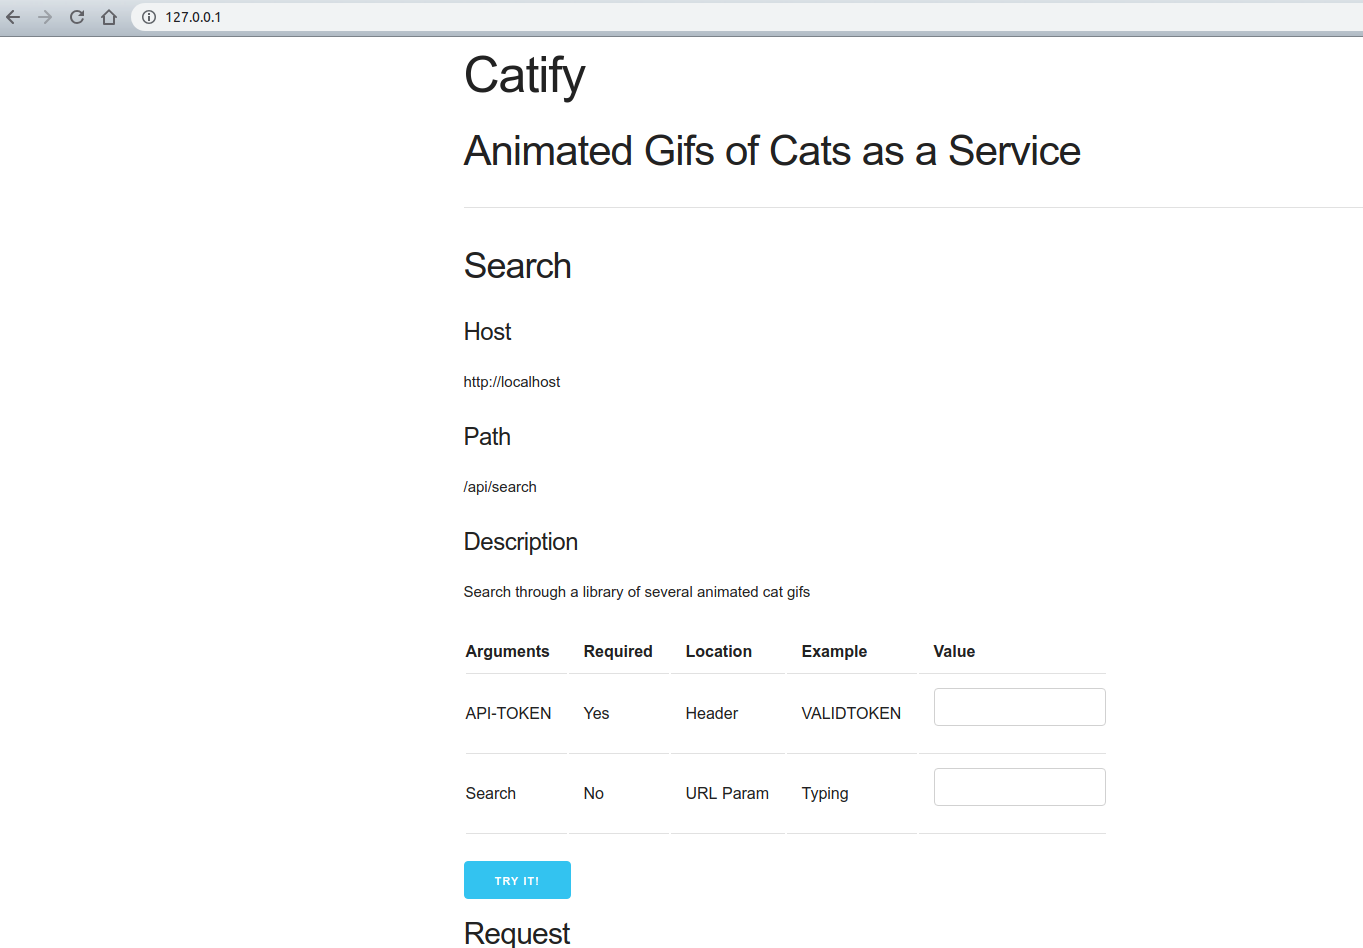 127.0.0.1
Catify
Animated Gifs of Cats as a Service
Search
Host
http://localhost
Path
/api/search
Description
Search through a library of several animated cat gifs
Arguments Required Location Example Value
API-TOKEN Yes Header VALIDTOKEN
Search No URL Param Typing
TRY IT!
Request